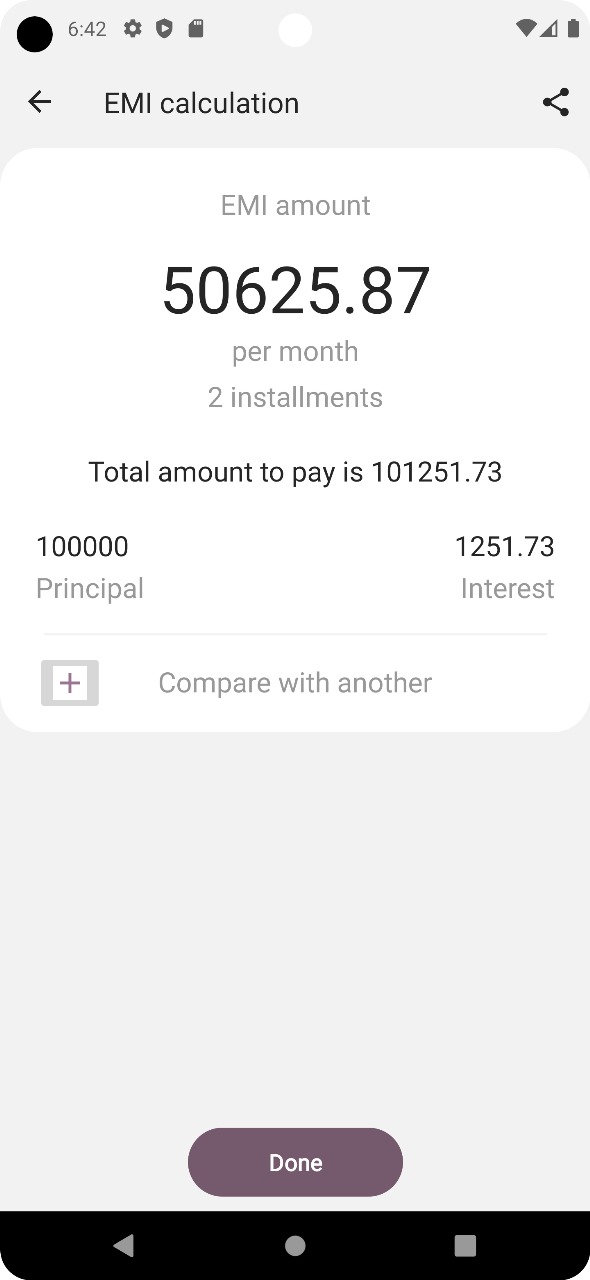 6:42
EMI calculation
EMI amount
50625.87
per month
2 installments
Total amount to pay is 101251.73
100000 1251.73
Principal Interest
Compare with another
Done